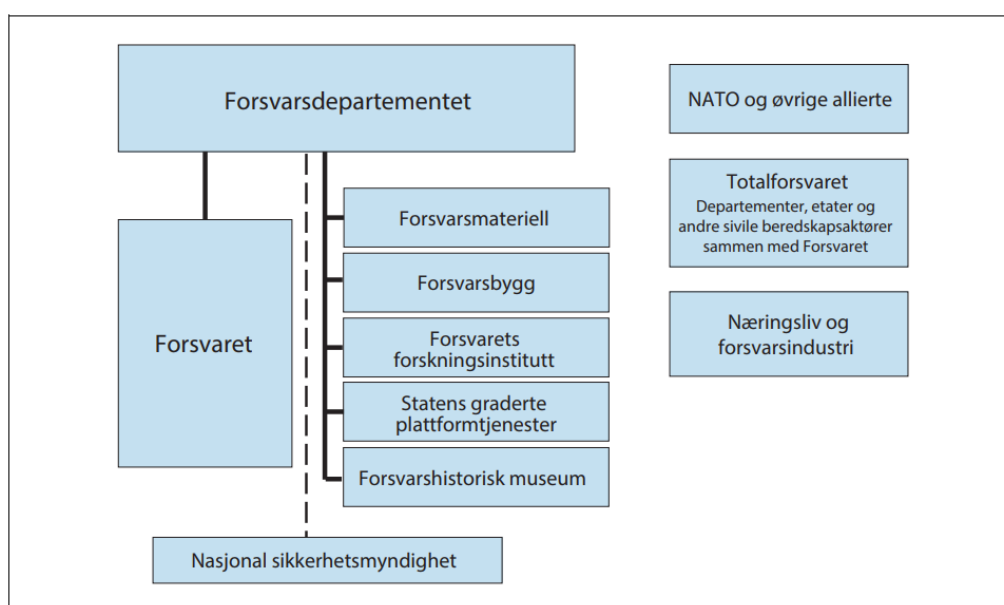 Forsvarsdepartementet
Forsvaret
Forsvarsmateriell
Forsvarsbygg
Forsvarets
forskningsinstitutt
Statens graderte
plattformtjenester
Forsvarshistorisk museum
Nasjonal sikkerhetsmyndighet
NATO og øvrige allierte
Totalforsvaret
Departementer, etater og
andre sivile beredskapsaktører
sammen med Forsvaret
Næringsliv og
forsvarsindustri